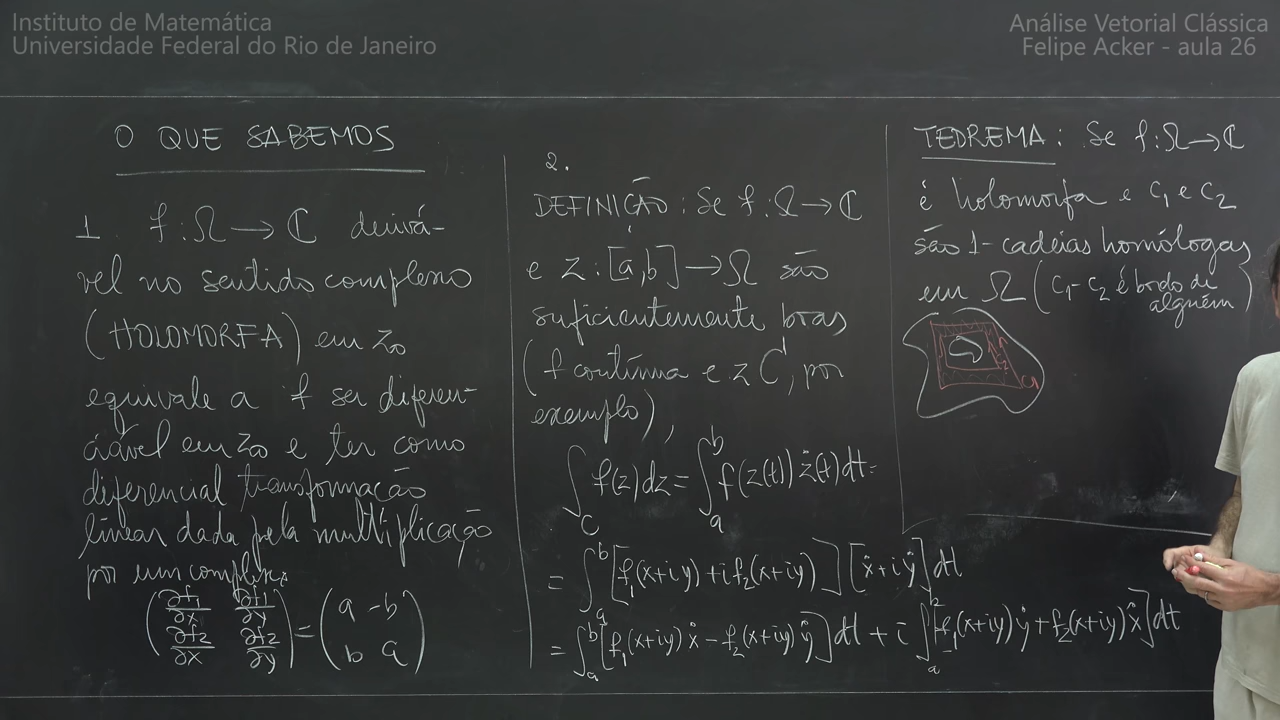 Instituto de Matemática
Universidade Federal do Rio de Janeiro
Análise Vetorial Clássica
Felipe Acker - aula 26
O QUE SABEMOS
1. f: Ω → ℂ derivá-
vel no sentido complexo
(HOLOMORFA) em z₀
equivale a f ser diferen-
ciável em z₀ e ter como
diferencial transformação
linear dada pela multiplicação
por um complexo
(∂f₁/∂x ∂f₁/∂y) = (a -b)
(∂f₂/∂x ∂f₂/∂y) (b a)
2.
DEFINIÇÃO: Se f: Ω → ℂ
e z: [a,b] → Ω são
suficientemente boas
(f contínua e z C¹, por
exemplo),
∫_C f(z)dz = ∫_a^b f(z(t)) ż(t)dt =
= ∫_a^b [f₁(x+iy)+if₂(x+iy)][ẋ+iẏ]dt
= ∫_a^b [f₁(x+iy)ẋ - f₂(x+iy)ẏ]dt + i ∫_a^b [f₁(x+iy)ẏ + f₂(x+iy)ẋ]dt
TEOREMA: Se f: Ω → ℂ
é holomorfa e C₁ e C₂
são 1-cadeias homólogas
em Ω (C₁-C₂ é bordo de
alguém)
C₂
C₁